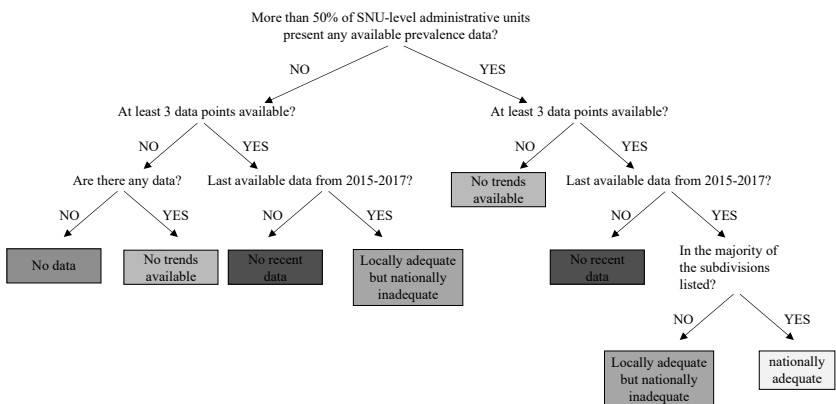 More than 50% of SNU-level administrative units
present any available prevalence data?
NO
YES
At least 3 data points available?
At least 3 data points available?
NO
YES
NO
YES
Are there any data?
Last available data from 2015-2017?
No trends
available
Last available data from 2015-2017?
NO
YES
NO
YES
NO
YES
No data
No trends
available
No recent
data
Locally adequate
but nationally
inadequate
No recent
data
In the majority of
the subdivisions
listed?
NO
YES
Locally adequate
but nationally
inadequate
nationally
adequate